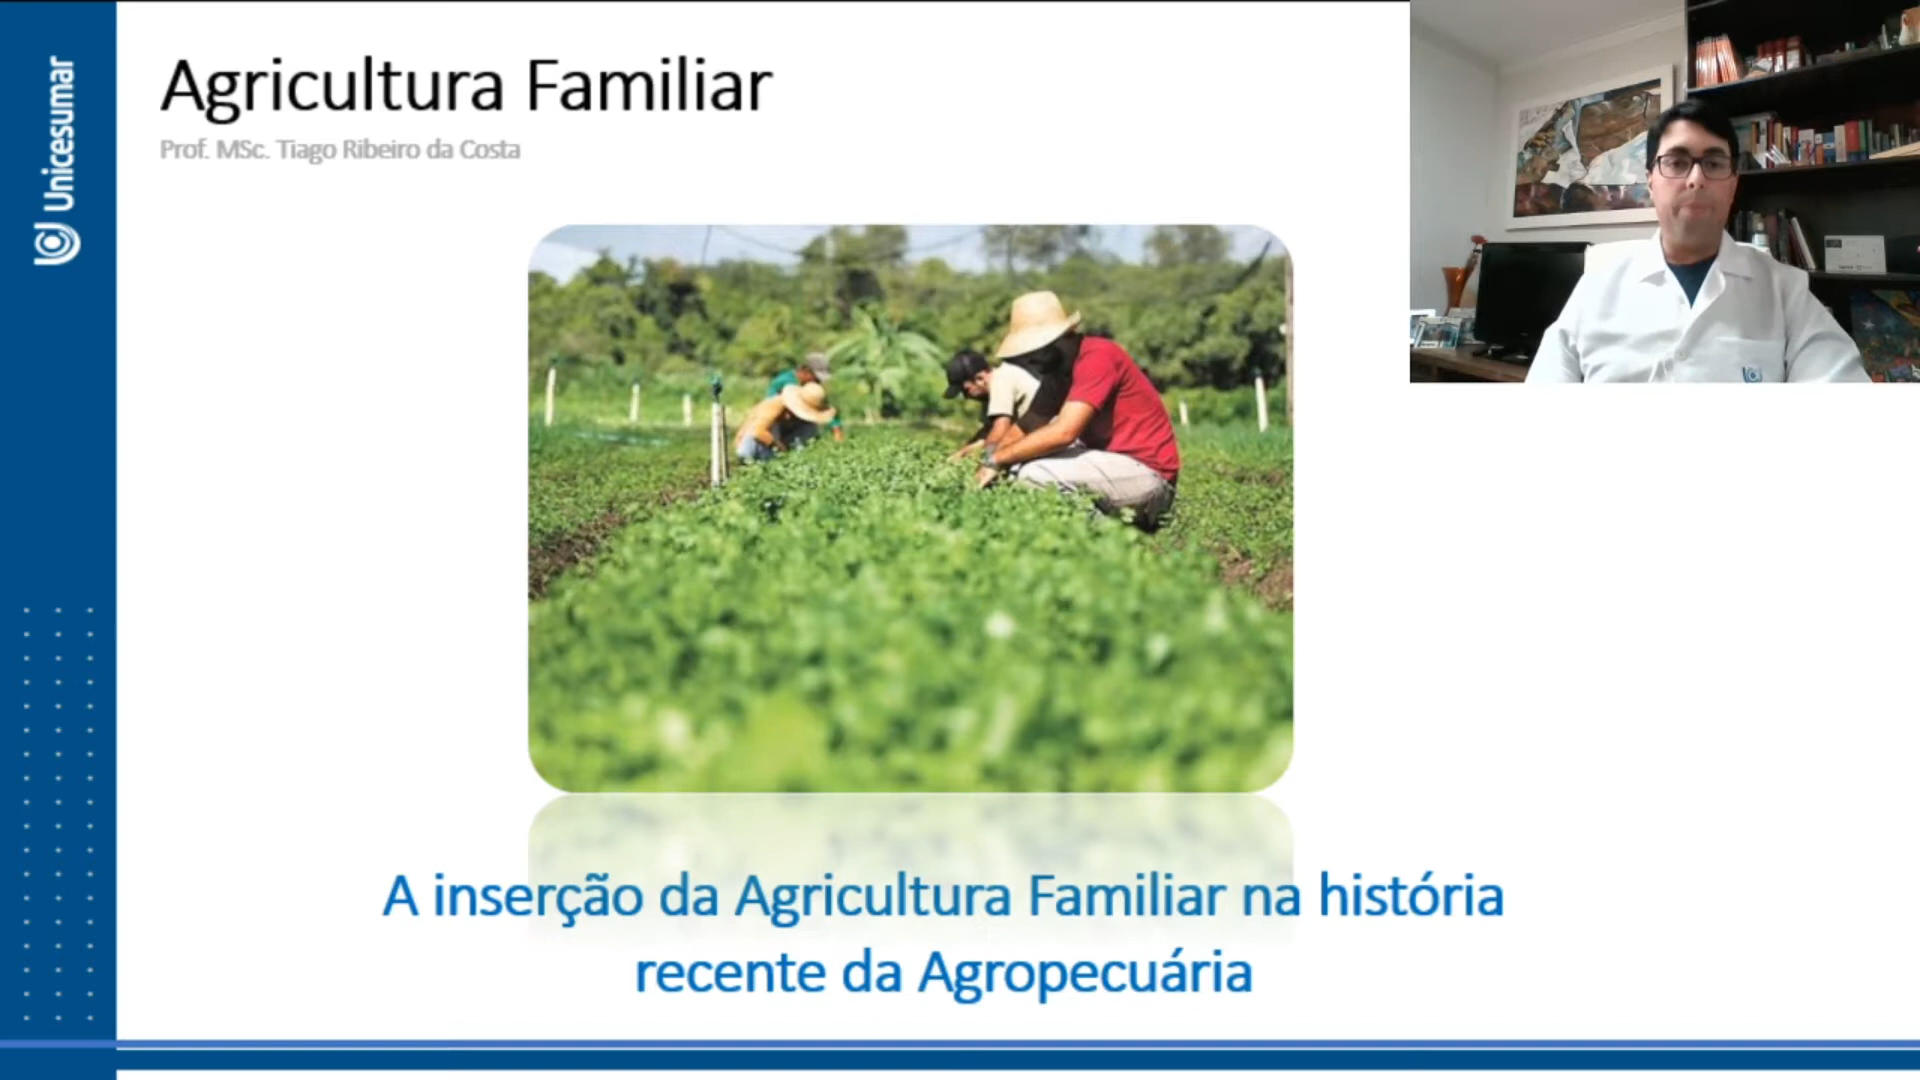 Unicesumar
Agricultura Familiar
Prof. MSc. Tiago Ribeiro da Costa
A inserção da Agricultura Familiar na história
recente da Agropecuária